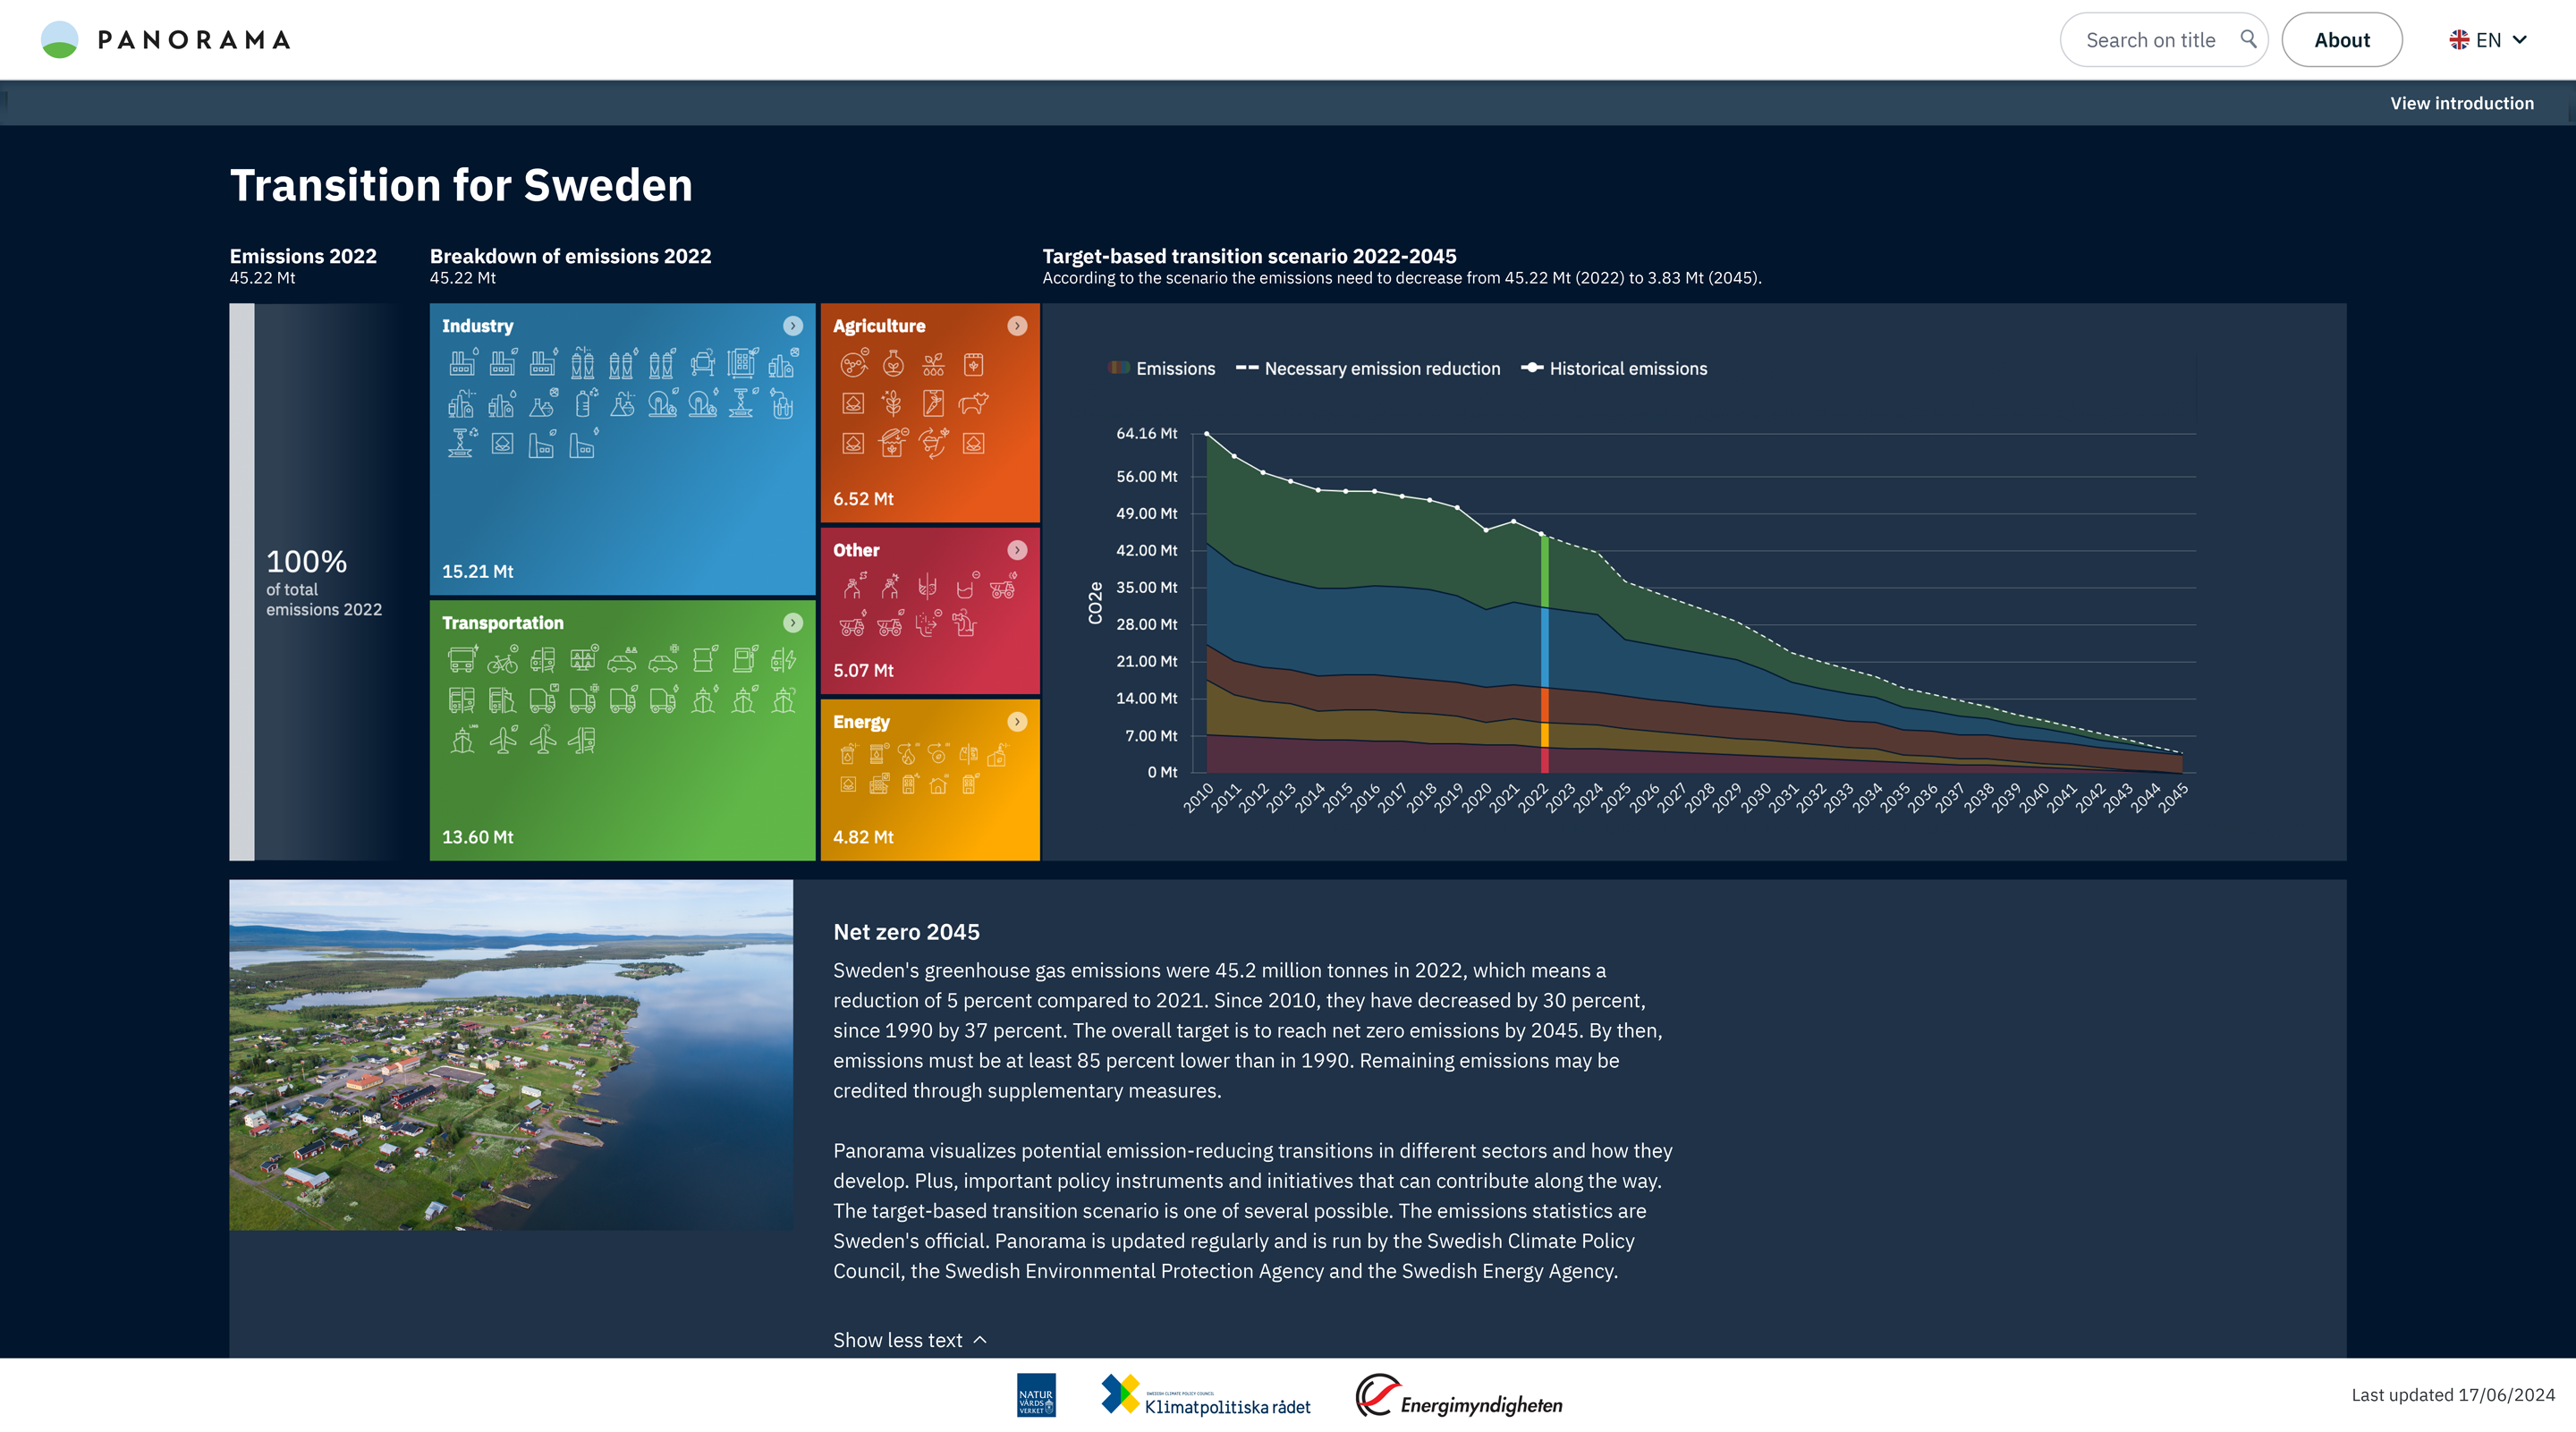 PANORAMA
Search on title
About
EN
View introduction
Transition for Sweden
Emissions 2022
45.22 Mt
Breakdown of emissions 2022
45.22 Mt
Target-based transition scenario 2022-2045
According to the scenario the emissions need to decrease from 45.22 Mt (2022) to 3.83 Mt (2045).
100%
of total
emissions 2022
Industry
15.21 Mt
Transportation
13.60 Mt
Agriculture
6.52 Mt
Other
5.07 Mt
Energy
4.82 Mt
Emissions
Necessary emission reduction
Historical emissions
CO2e
64.16 Mt
56.00 Mt
49.00 Mt
42.00 Mt
35.00 Mt
28.00 Mt
21.00 Mt
14.00 Mt
7.00 Mt
0 Mt
2010
2011
2012
2013
2014
2015
2016
2017
2018
2019
2020
2021
2022
2023
2024
2025
2026
2027
2028
2029
2030
2031
2032
2033
2034
2035
2036
2037
2038
2039
2040
2041
2042
2043
2044
2045
Net zero 2045
Sweden's greenhouse gas emissions were 45.2 million tonnes in 2022, which means a
reduction of 5 percent compared to 2021. Since 2010, they have decreased by 30 percent,
since 1990 by 37 percent. The overall target is to reach net zero emissions by 2045. By then,
emissions must be at least 85 percent lower than in 1990. Remaining emissions may be
credited through supplementary measures.
Panorama visualizes potential emission-reducing transitions in different sectors and how they
develop. Plus, important policy instruments and initiatives that can contribute along the way.
The target-based transition scenario is one of several possible. The emissions statistics are
Sweden's official. Panorama is updated regularly and is run by the Swedish Climate Policy
Council, the Swedish Environmental Protection Agency and the Swedish Energy Agency.
Show less text
NATUR
VÅRDS
VERKET
SWEDISH CLIMATE POLICY COUNCIL
Klimatpolitiska rådet
Energimyndigheten
Last updated 17/06/2024